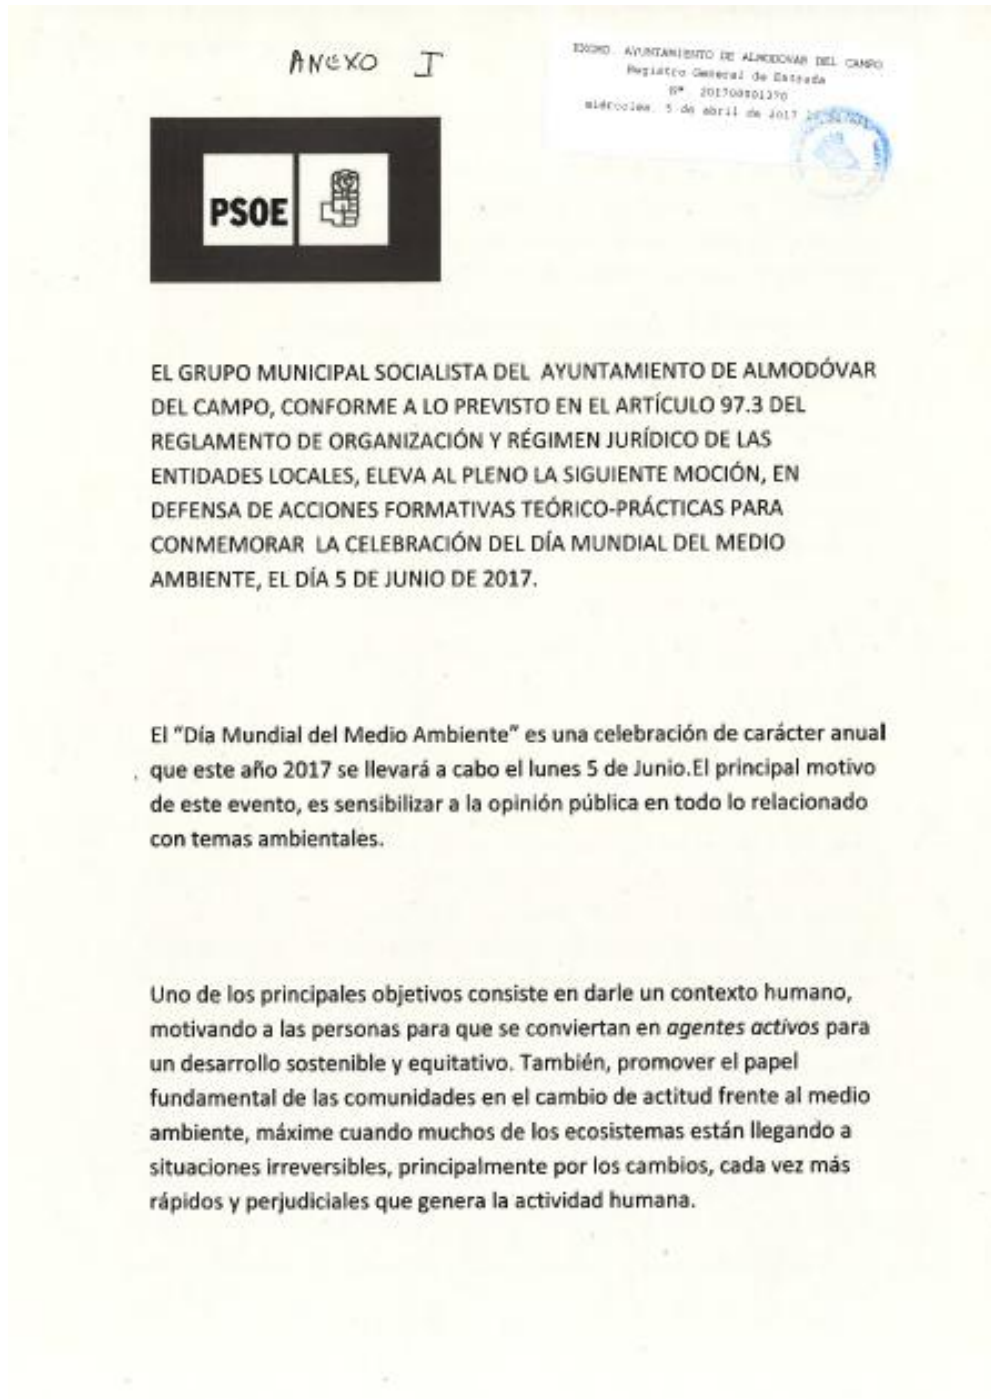 ANEXO I
EXCMO. AYUNTAMIENTO DE ALMODOVAR DEL CAMPO
Registro General de Entrada
Nº 201700801370
miércoles, 5 de abril de 2017
PSOE
EL GRUPO MUNICIPAL SOCIALISTA DEL AYUNTAMIENTO DE ALMODÓVAR
DEL CAMPO, CONFORME A LO PREVISTO EN EL ARTÍCULO 97.3 DEL
REGLAMENTO DE ORGANIZACIÓN Y RÉGIMEN JURÍDICO DE LAS
ENTIDADES LOCALES, ELEVA AL PLENO LA SIGUIENTE MOCIÓN, EN
DEFENSA DE ACCIONES FORMATIVAS TEÓRICO-PRÁCTICAS PARA
CONMEMORAR LA CELEBRACIÓN DEL DÍA MUNDIAL DEL MEDIO
AMBIENTE, EL DÍA 5 DE JUNIO DE 2017.
El “Día Mundial del Medio Ambiente” es una celebración de carácter anual
que este año 2017 se llevará a cabo el lunes 5 de Junio.El principal motivo
de este evento, es sensibilizar a la opinión pública en todo lo relacionado
con temas ambientales.
Uno de los principales objetivos consiste en darle un contexto humano,
motivando a las personas para que se conviertan en agentes activos para
un desarrollo sostenible y equitativo. También, promover el papel
fundamental de las comunidades en el cambio de actitud frente al medio
ambiente, máxime cuando muchos de los ecosistemas están llegando a
situaciones irreversibles, principalmente por los cambios, cada vez más
rápidos y perjudiciales que genera la actividad humana.